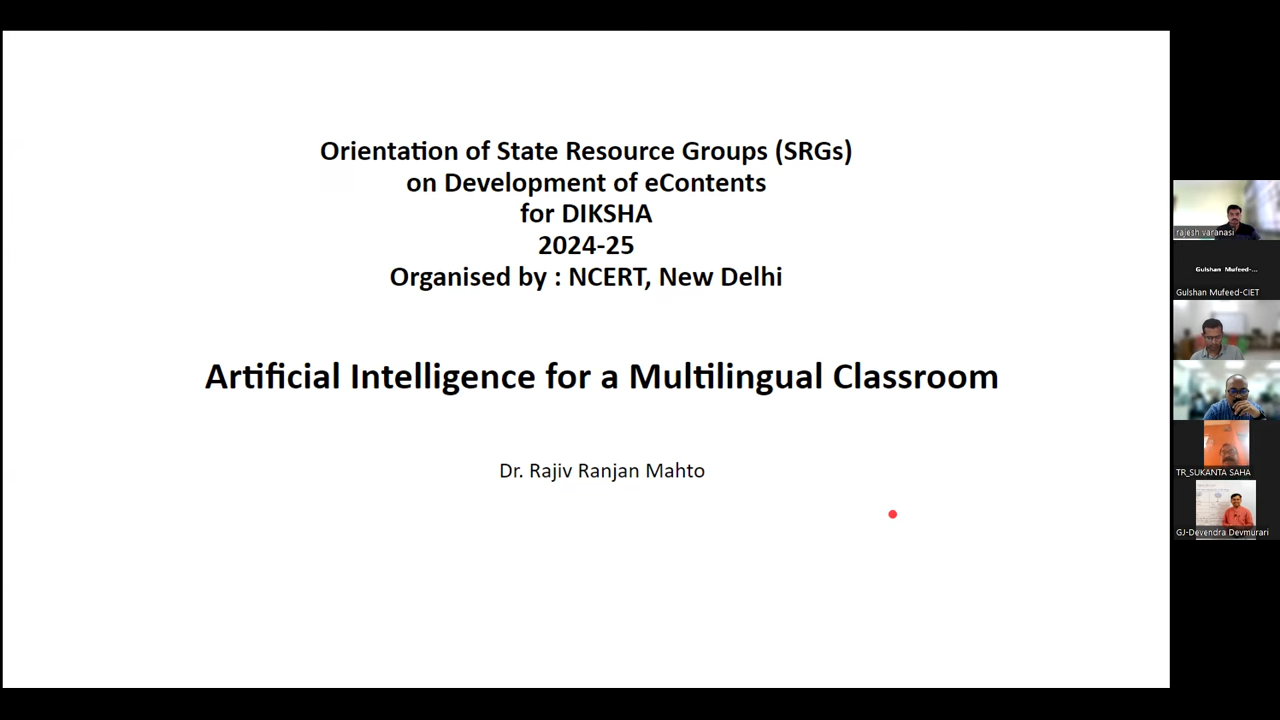 Orientation of State Resource Groups (SRGs)
on Development of eContents
for DIKSHA
2024-25
Organised by : NCERT, New Delhi
Artificial Intelligence for a Multilingual Classroom
Dr. Rajiv Ranjan Mahto
rajesh varanasi
Gulshan Mufeed-...
Gulshan Mufeed-CIET
TR_SUKANTA SAHA
GJ-Devendra Devmurari